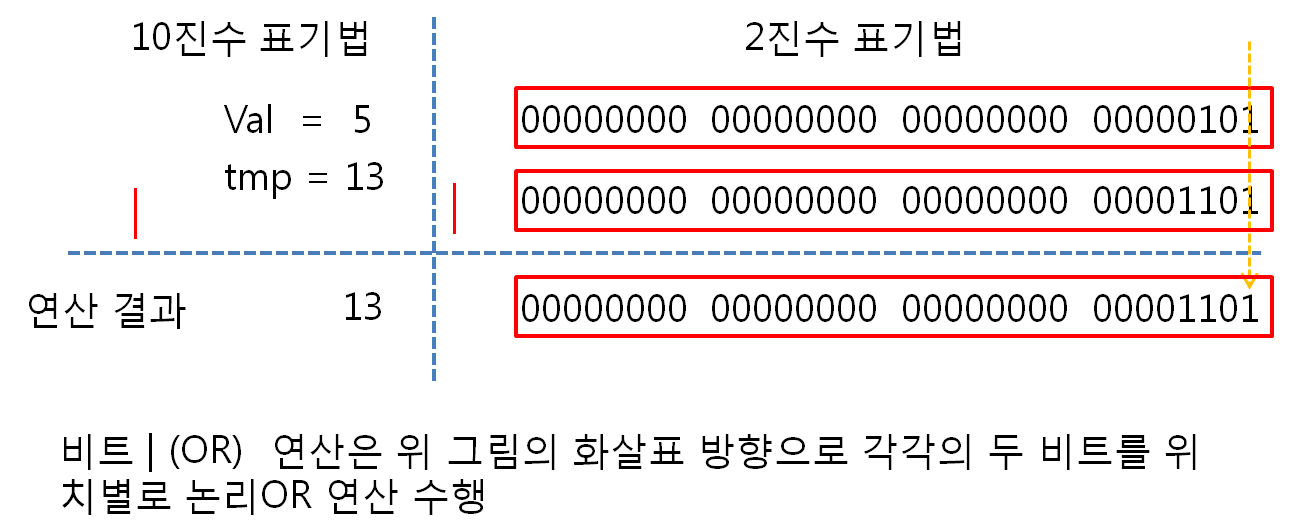 10진수 표기법 2진수 표기법
Val = 5 00000000 00000000 00000000 00000101
tmp = 13 00000000 00000000 00000000 00001101
| |
연산 결과 13 00000000 00000000 00000000 00001101
비트 | (OR) 연산은 위 그림의 화살표 방향으로 각각의 두 비트를 위
치별로 논리OR 연산 수행